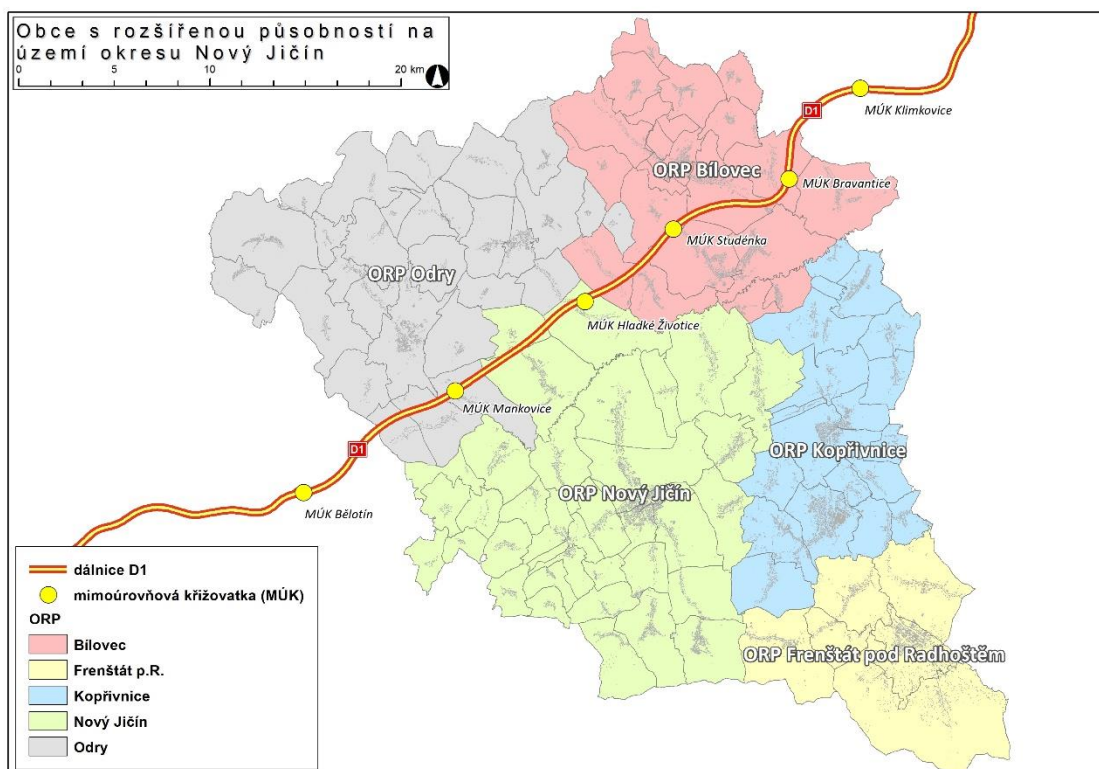 Obce s rozšířenou působností na
území okresu Nový Jičín
0 5 10 20 km
D1
MÚK Klimkovice
ORP Bílovec
MÚK Bravantice
MÚK Studénka
ORP Odry
MÚK Hladké Životice
MÚK Mankovice
D1
ORP Kopřivnice
ORP Nový Jičín
MÚK Bělotín
ORP Frenštát pod Radhoštěm
dálnice D1
mimoúrovňová křižovatka (MÚK)
ORP
Bílovec
Frenštát p.R.
Kopřivnice
Nový Jičín
Odry